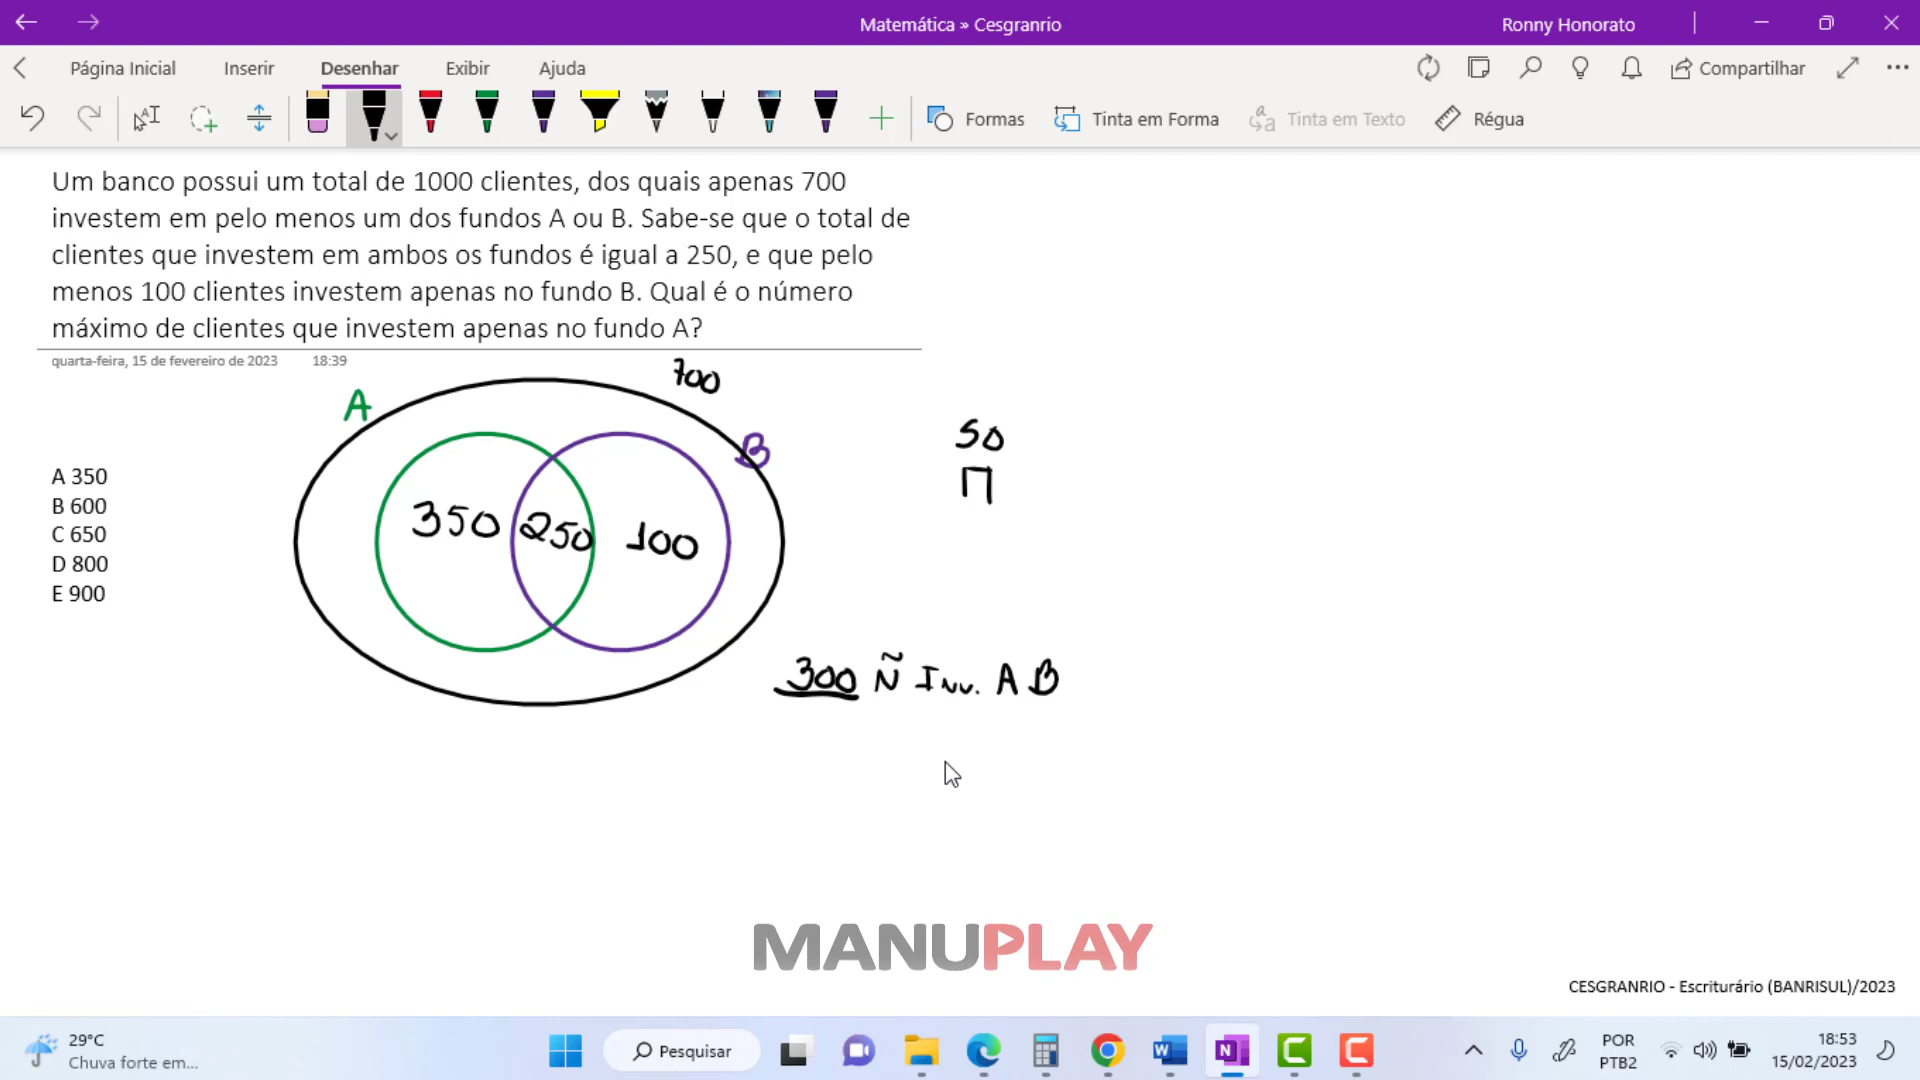 Matemática » Cesgranrio
Ronny Honorato
Página Inicial
Inserir
Desenhar
Exibir
Ajuda
Compartilhar
Formas
Tinta em Forma
Tinta em Texto
Régua
Um banco possui um total de 1000 clientes, dos quais apenas 700
investem em pelo menos um dos fundos A ou B. Sabe-se que o total de
clientes que investem em ambos os fundos é igual a 250, e que pelo
menos 100 clientes investem apenas no fundo B. Qual é o número
máximo de clientes que investem apenas no fundo A?
quarta-feira, 15 de fevereiro de 2023 18:39
700
A
B
50
A 350
B 600
C 650
D 800
E 900
350 250 100
300 Ñ Inv. A B
MANUPLAY
CESGRANRIO - Escriturário (BANRISUL)/2023
29°C
Chuva forte em...
Pesquisar
POR
PTB2
18:53
15/02/2023